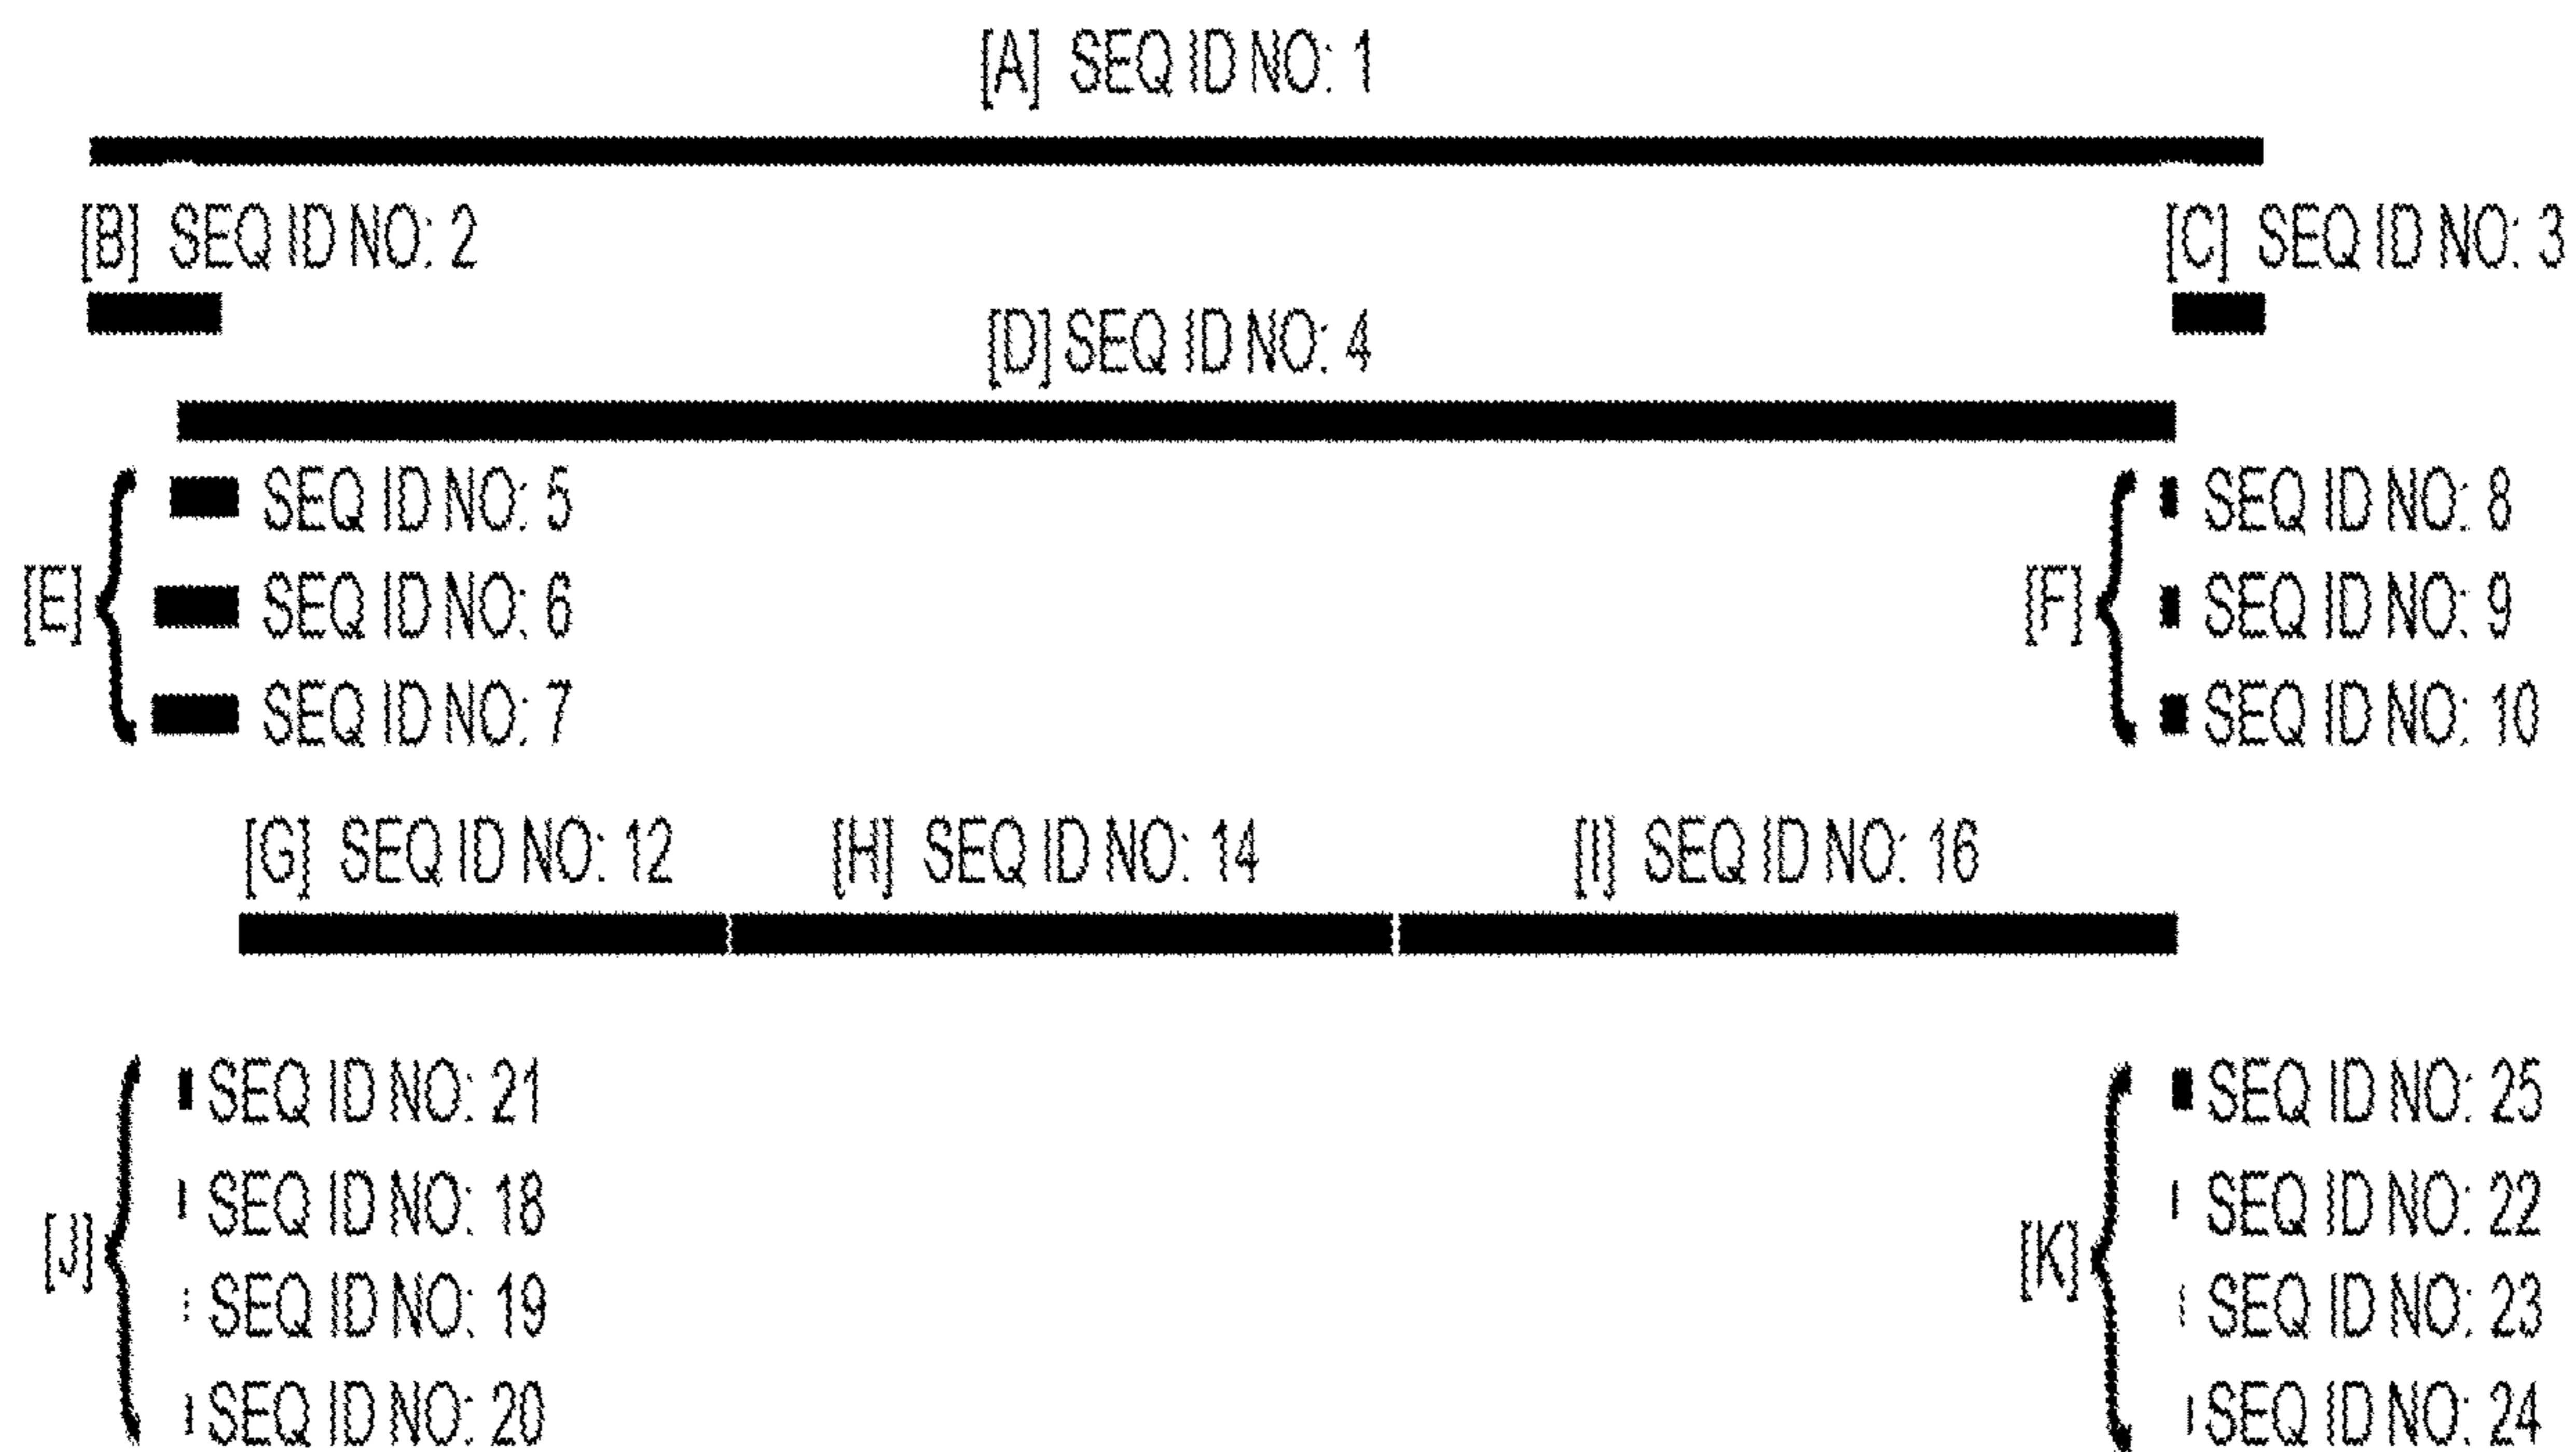 [A] SEQ ID NO: 1
[B] SEQ ID NO: 2
[C] SEQ ID NO: 3
[D] SEQ ID NO: 4
[E]
SEQ ID NO: 5
SEQ ID NO: 6
SEQ ID NO: 7
[F]
SEQ ID NO: 8
SEQ ID NO: 9
SEQ ID NO: 10
[G] SEQ ID NO: 12
[H] SEQ ID NO: 14
[I] SEQ ID NO: 16
[J]
SEQ ID NO: 21
SEQ ID NO: 18
SEQ ID NO: 19
SEQ ID NO: 20
[K]
SEQ ID NO: 25
SEQ ID NO: 22
SEQ ID NO: 23
SEQ ID NO: 24